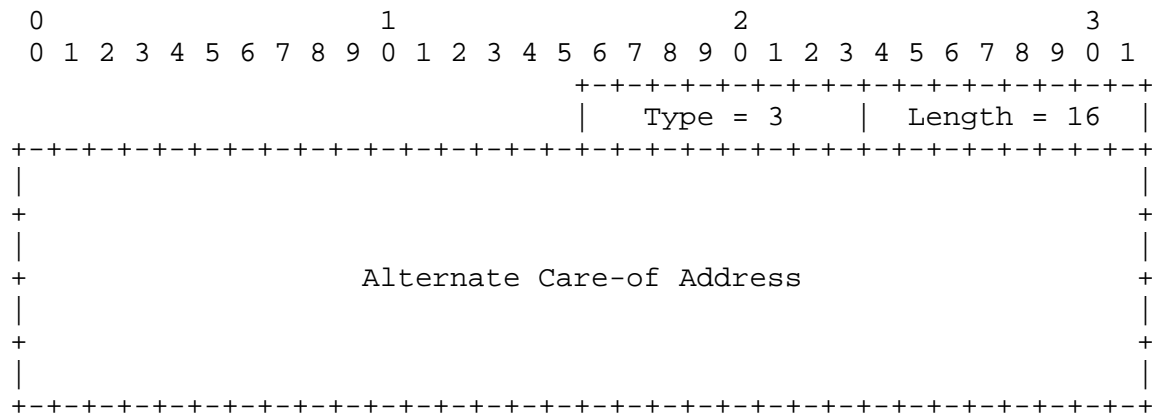 0                   1                   2                   3
 0 1 2 3 4 5 6 7 8 9 0 1 2 3 4 5 6 7 8 9 0 1 2 3 4 5 6 7 8 9 0 1
                                +-+-+-+-+-+-+-+-+-+-+-+-+-+-+-+-+
                                |   Type = 3    |  Length = 16  |
+-+-+-+-+-+-+-+-+-+-+-+-+-+-+-+-+-+-+-+-+-+-+-+-+-+-+-+-+-+-+-+-+
|                                                               |
+                                                               +
|                                                               |
+                   Alternate Care-of Address                   +
|                                                               |
+                                                               +
|                                                               |
+-+-+-+-+-+-+-+-+-+-+-+-+-+-+-+-+-+-+-+-+-+-+-+-+-+-+-+-+-+-+-+-+